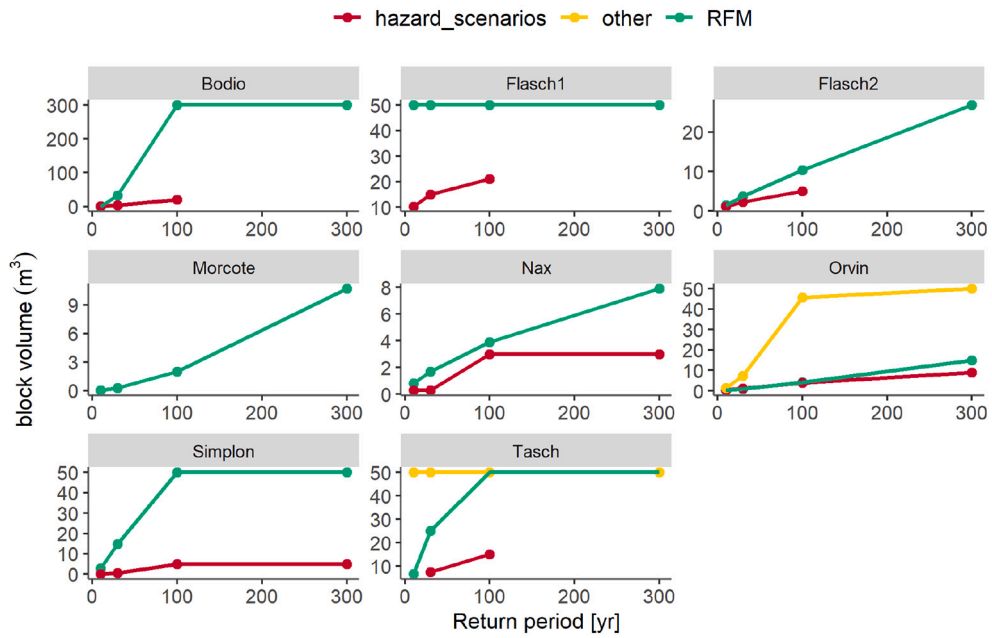 hazard_scenarios other RFM
Bodio Flasch1 Flasch2
300 50
200 40 20
30
100 20 10
0 10 0
0 100 200 300 0 100 200 300 0 100 200 300
Morcote Nax Orvin
9 8 50
6 6 40
30
3 4 20
2 10
0 0 0
0 100 200 300 0 100 200 300 0 100 200 300
block volume (m³)
Simplon Tasch
50 50
40 40
30 30
20 20
10 10
0
0 100 200 300 0 100 200 300
Return period [yr]